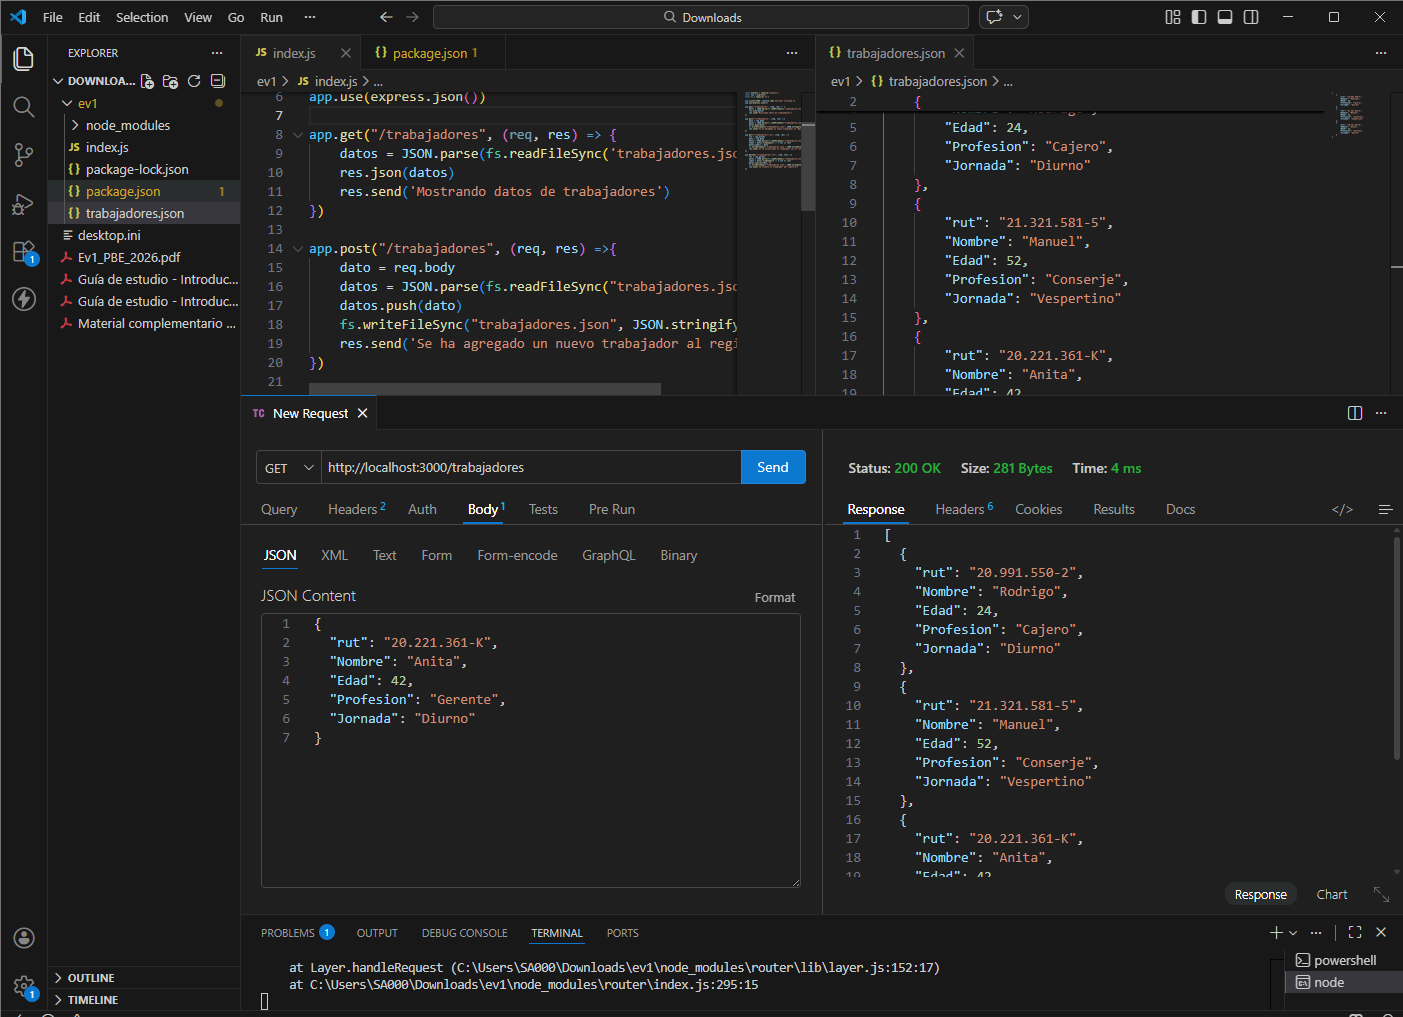 File Edit Selection View Go Run ··· Downloads
EXPLORER ···
DOWNLOA...
ev1
node_modules
index.js
package-lock.json
package.json 1
trabajadores.json
desktop.ini
Ev1_PBE_2026.pdf
Guía de estudio - Introduc...
Guía de estudio - Introduc...
Material complementario ...
OUTLINE
TIMELINE
1
1
JS index.js
{} package.json 1
···
ev1 > JS index.js > ...
6 app.use(express.json())
7
8 app.get("/trabajadores", (req, res) => {
9 datos = JSON.parse(fs.readFileSync('trabajadores.jso
10 res.json(datos)
11 res.send('Mostrando datos de trabajadores')
12 })
13
14 app.post("/trabajadores", (req, res) =>{
15 dato = req.body
16 datos = JSON.parse(fs.readFileSync("trabajadores.jso
17 datos.push(dato)
18 fs.writeFileSync("trabajadores.json", JSON.stringify
19 res.send('Se ha agregado un nuevo trabajador al regi
20 })
21
{} trabajadores.json
···
ev1 > {} trabajadores.json > ...
2 {
5 "Edad": 24,
6 "Profesion": "Cajero",
7 "Jornada": "Diurno"
8 },
9 {
10 "rut": "21.321.581-5",
11 "Nombre": "Manuel",
12 "Edad": 52,
13 "Profesion": "Conserje",
14 "Jornada": "Vespertino"
15 },
16 {
17 "rut": "20.221.361-K",
18 "Nombre": "Anita",
19 "Edad": 42,
TC New Request
···
GET http://localhost:3000/trabajadores Send
Query Headers 2 Auth Body 1 Tests Pre Run
JSON XML Text Form Form-encode GraphQL Binary
JSON Content Format
1 {
2 "rut": "20.221.361-K",
3 "Nombre": "Anita",
4 "Edad": 42,
5 "Profesion": "Gerente",
6 "Jornada": "Diurno"
7 }
Status: 200 OK Size: 281 Bytes Time: 4 ms
Response Headers 6 Cookies Results Docs </>
1 [
2 {
3 "rut": "20.991.550-2",
4 "Nombre": "Rodrigo",
5 "Edad": 24,
6 "Profesion": "Cajero",
7 "Jornada": "Diurno"
8 },
9 {
10 "rut": "21.321.581-5",
11 "Nombre": "Manuel",
12 "Edad": 52,
13 "Profesion": "Conserje",
14 "Jornada": "Vespertino"
15 },
16 {
17 "rut": "20.221.361-K",
18 "Nombre": "Anita",
19 "Edad": 42
Response Chart
PROBLEMS 1 OUTPUT DEBUG CONSOLE TERMINAL PORTS
at Layer.handleRequest (C:\Users\SA000\Downloads\ev1\node_modules\router\lib\layer.js:152:17)
at C:\Users\SA000\Downloads\ev1\node_modules\router\index.js:295:15
powershell
node